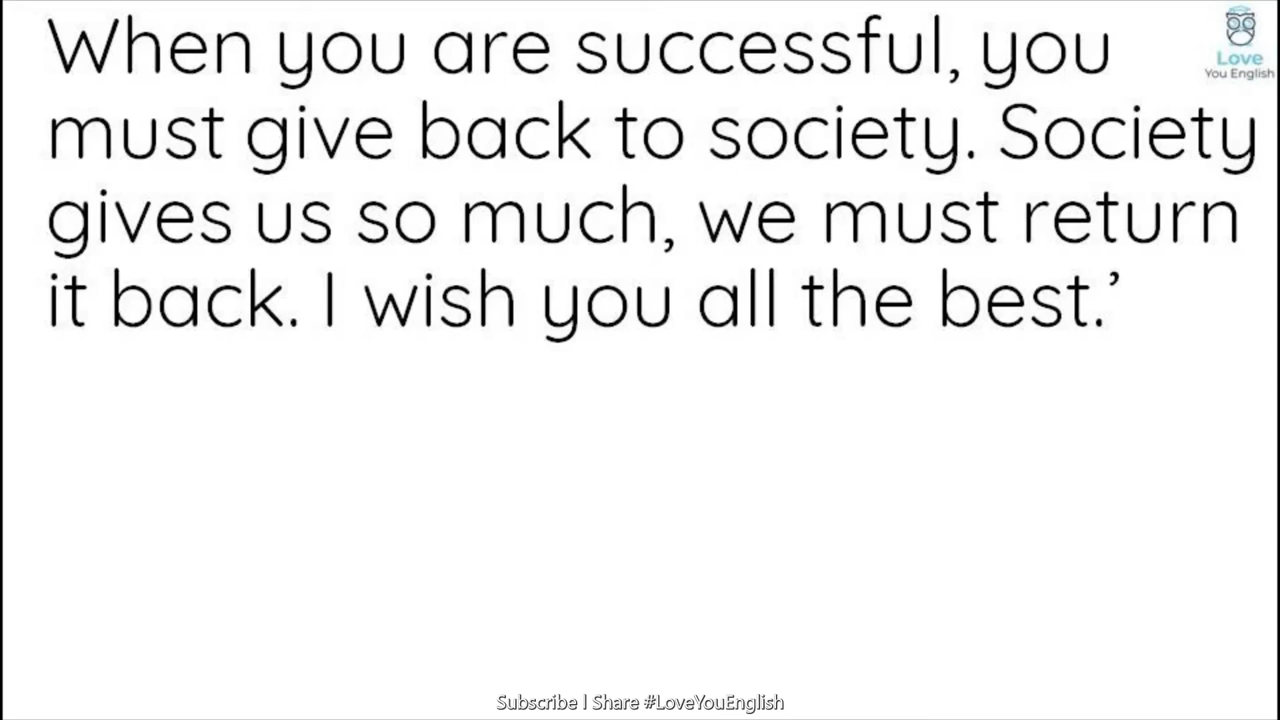 When you are successful, you
must give back to society. Society
gives us so much, we must return
it back. I wish you all the best.’
Love
You English
Subscribe | Share #LoveYouEnglish